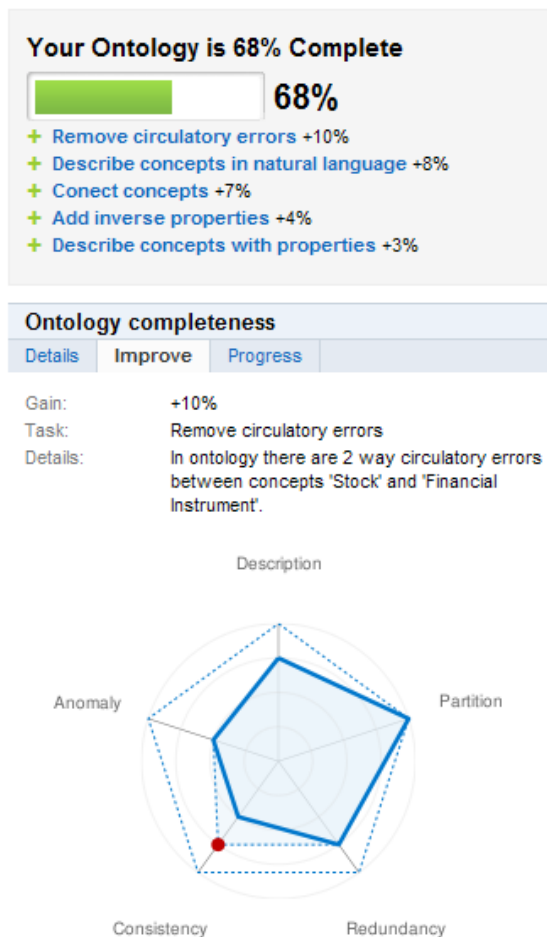 Your Ontology is 68% Complete
68%
+ Remove circulatory errors +10%
+ Describe concepts in natural language +8%
+ Conect concepts +7%
+ Add inverse properties +4%
+ Describe concepts with properties +3%
Ontology completeness
Details Improve Progress
Gain: +10%
Task: Remove circulatory errors
Details: In ontology there are 2 way circulatory errors
between concepts 'Stock' and 'Financial
Instrument'.
Description
Anomaly Partition
Consistency Redundancy